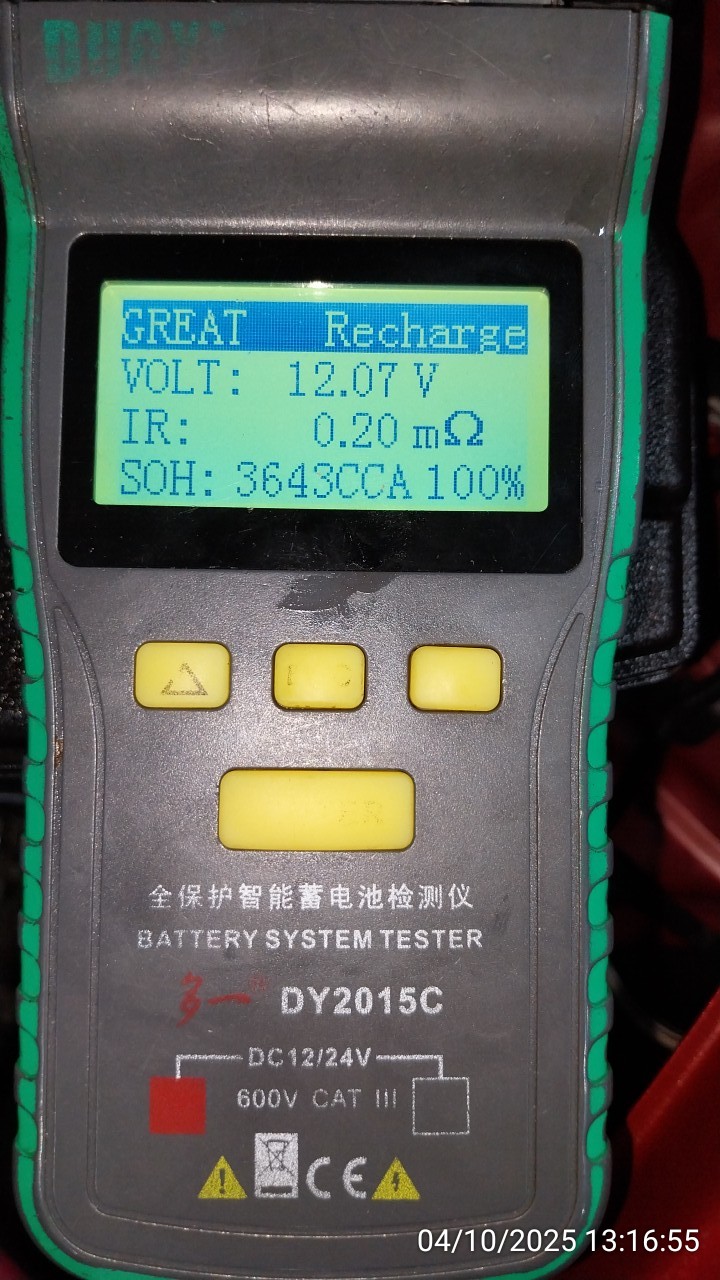 GREAT Recharge
VOLT: 12.07 V
IR: 0.20 mΩ
SOH: 3643CCA 100%
全保护智能蓄电池检测仪
BATTERY SYSTEM TESTER
多一 DY2015C
DC12/24V
600V CAT III
CE
04/10/2025 13:16:55